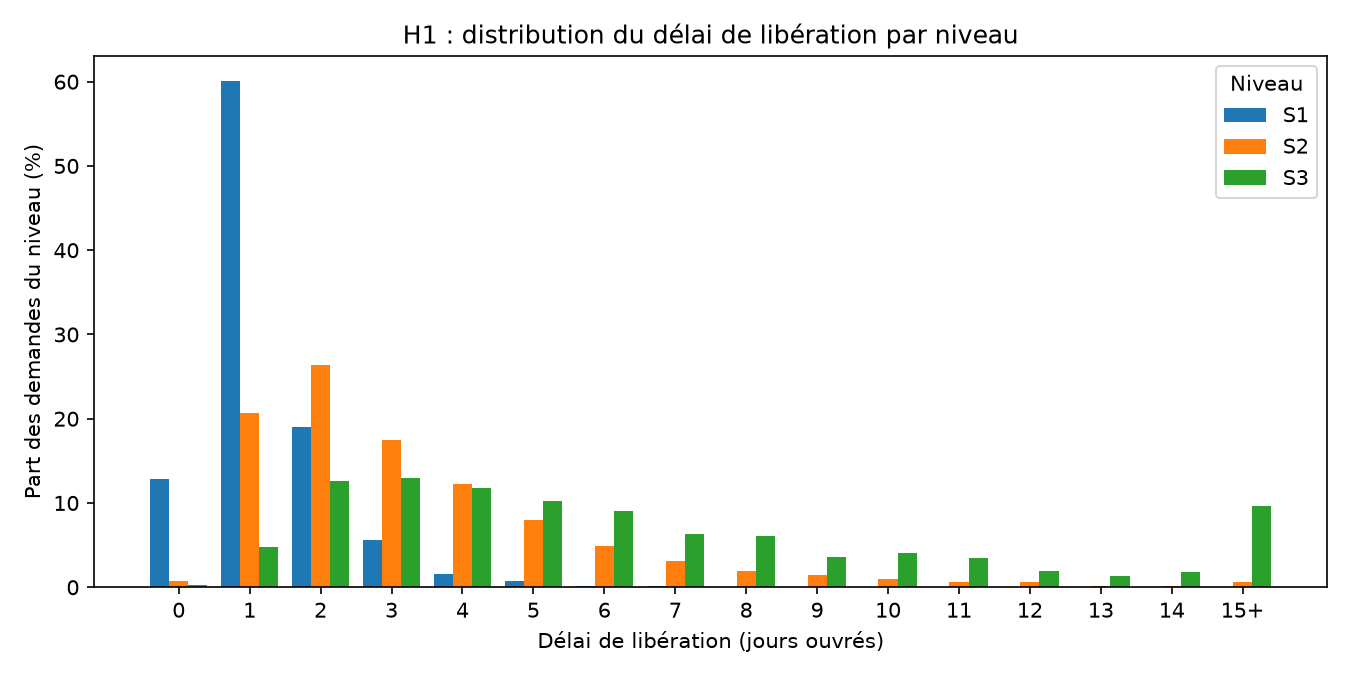 H1 : distribution du délai de libération par niveau
Part des demandes du niveau (%)
60
50
40
30
20
10
0
Niveau
S1
S2
S3
0 1 2 3 4 5 6 7 8 9 10 11 12 13 14 15+
Délai de libération (jours ouvrés)